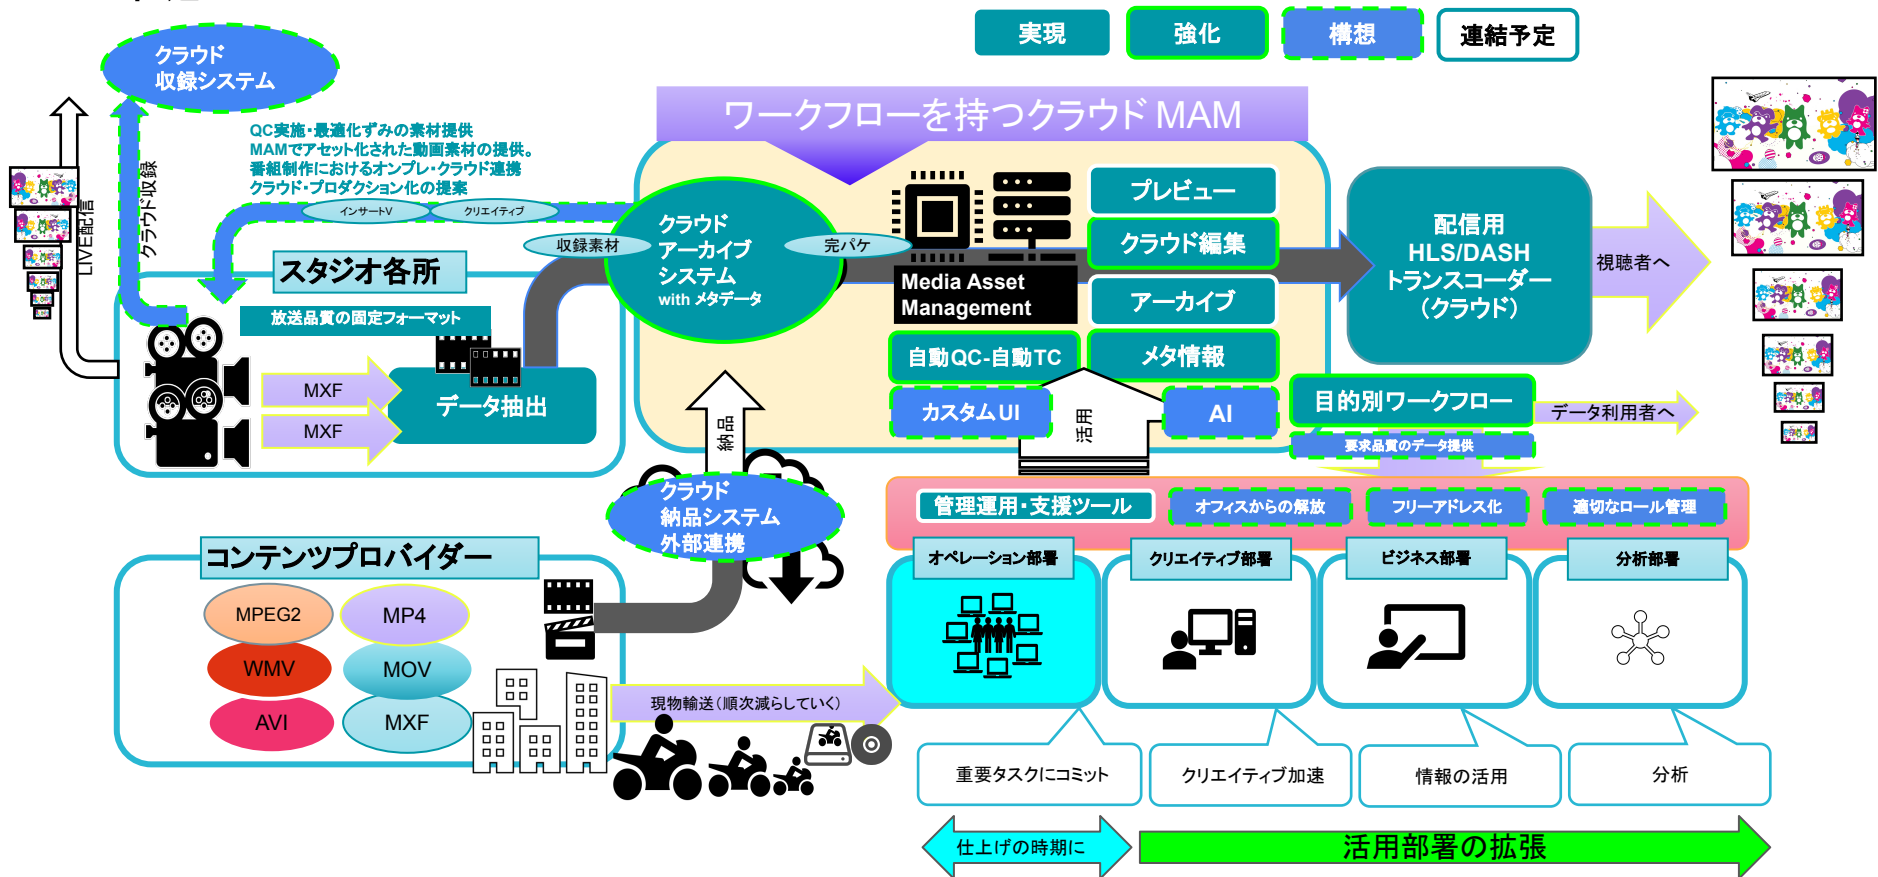 実現
強化
構想
連結予定
クラウド
収録システム
ワークフローを持つクラウド MAM
QC実施・最適化ずみの素材提供
MAMでアセット化された動画素材の提供。
番組制作におけるオンプレ・クラウド連携
クラウド・プロダクション化の提案
LIVE配信
クラウド収録
インサートV
クリエイティブ
収録素材
クラウド
アーカイブ
システム
with メタデータ
完パケ
Media Asset
Management
プレビュー
クラウド編集
アーカイブ
自動QC-自動TC
メタ情報
カスタムUI
AI
活用
配信用
HLS/DASH
トランスコーダー
（クラウド）
視聴者へ
目的別ワークフロー
データ利用者へ
要求品質のデータ提供
スタジオ各所
放送品質の固定フォーマット
MXF
MXF
データ抽出
納品
クラウド
納品システム
外部連携
管理運用・支援ツール
オフィスからの解放
フリーアドレス化
適切なロール管理
コンテンツプロバイダー
MPEG2
MP4
WMV
MOV
AVI
MXF
現物輸送（順次減らしていく）
オペレーション部署
クリエイティブ部署
ビジネス部署
分析部署
重要タスクにコミット
クリエイティブ加速
情報の活用
分析
仕上げの時期に
活用部署の拡張